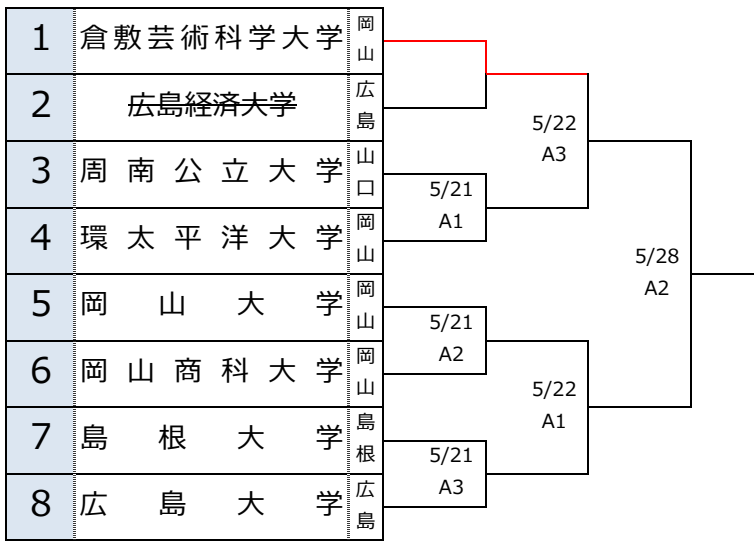 1 倉敷芸術科学大学 岡山
2 広島経済大学 広島
5/22
A3
3 周南公立大学 山口
5/21
A1
4 環太平洋大学 岡山
5/28
A2
5 岡山大学 岡山
5/21
A2
6 岡山商科大学 岡山
5/22
A1
7 島根大学 島根
5/21
A3
8 広島大学 広島